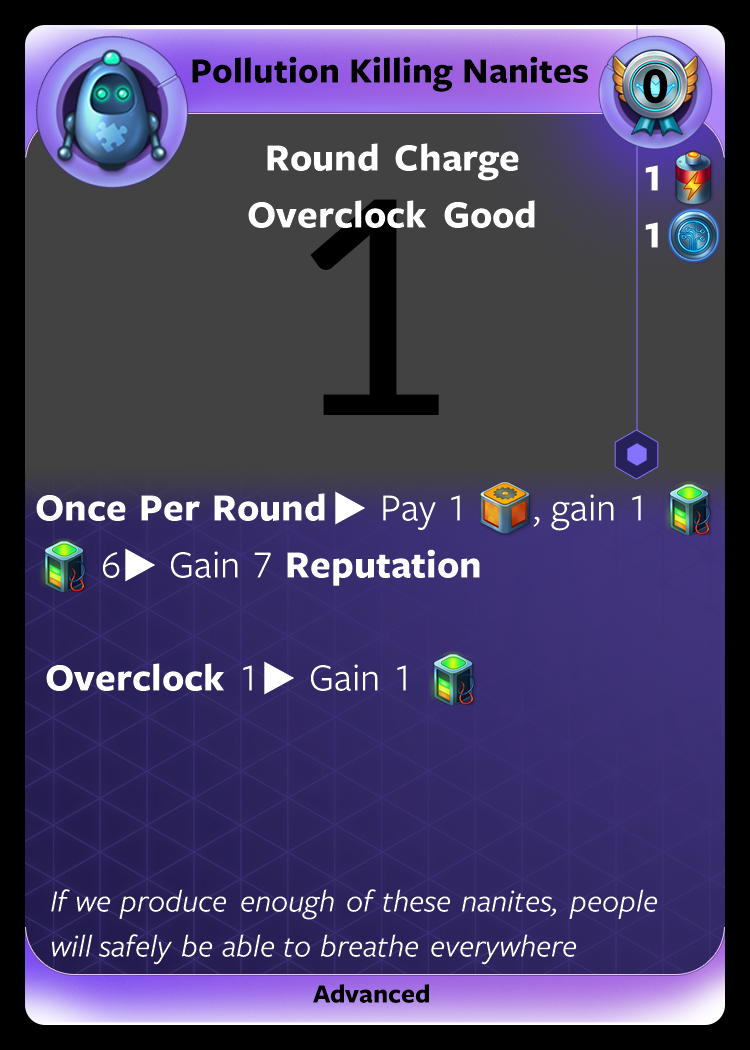 Pollution Killing Nanites
0
Round Charge
1
Overclock Good
1
1
Once Per Round▶ Pay 1 , gain 1
6▶ Gain 7 Reputation
Overclock 1▶ Gain 1
If we produce enough of these nanites, people
will safely be able to breathe everywhere
Advanced